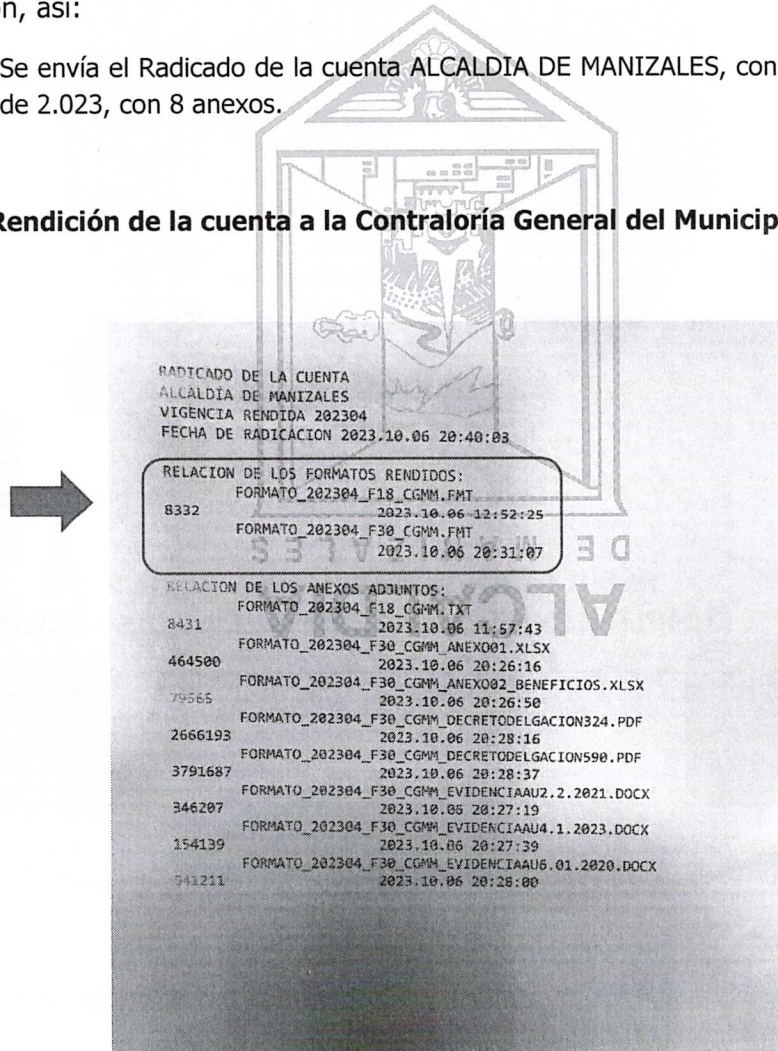 ón, así:
Se envía el Radicado de la cuenta ALCALDIA DE MANIZALES, con
de 2.023, con 8 anexos.
Rendición de la cuenta a la Contraloría General del Municip
RADICADO DE LA CUENTA
ALCALDÍA DE MANIZALES
VIGENCIA RENDIDA 202304
FECHA DE RADICACION 2023.10.06 20:40:03
RELACION DE LOS FORMATOS RENDIDOS:
FORMATO_202304_F18_CGMM.FMT
8332 2023.10.06 12:52:25
FORMATO_202304_F30_CGMM.FMT
2023.10.06 20:31:07
RELACION DE LOS ANEXOS ADJUNTOS:
FORMATO_202304_F18_CGMM.TXT
8431 2023.10.06 11:57:43
FORMATO_202304_F30_CGMM_ANEXO01.XLSX
464500 2023.10.06 20:26:16
FORMATO_202304_F30_CGMM_ANEXO02_BENEFICIOS.XLSX
79565 2023.10.06 20:26:50
FORMATO_202304_F30_CGMM_DECRETODELGACION324.PDF
2666193 2023.10.06 20:28:16
FORMATO_202304_F30_CGMM_DECRETODELGACION590.PDF
3791687 2023.10.06 20:28:37
FORMATO_202304_F30_CGMM_EVIDENCIAAU2.2.2021.DOCX
346207 2023.10.06 20:27:19
FORMATO_202304_F30_CGMM_EVIDENCIAAU4.1.2023.DOCX
154139 2023.10.06 20:27:39
FORMATO_202304_F30_CGMM_EVIDENCIAAU6.01.2020.DOCX
541211 2023.10.06 20:28:00
ALCALDIA
DE MANIZALES